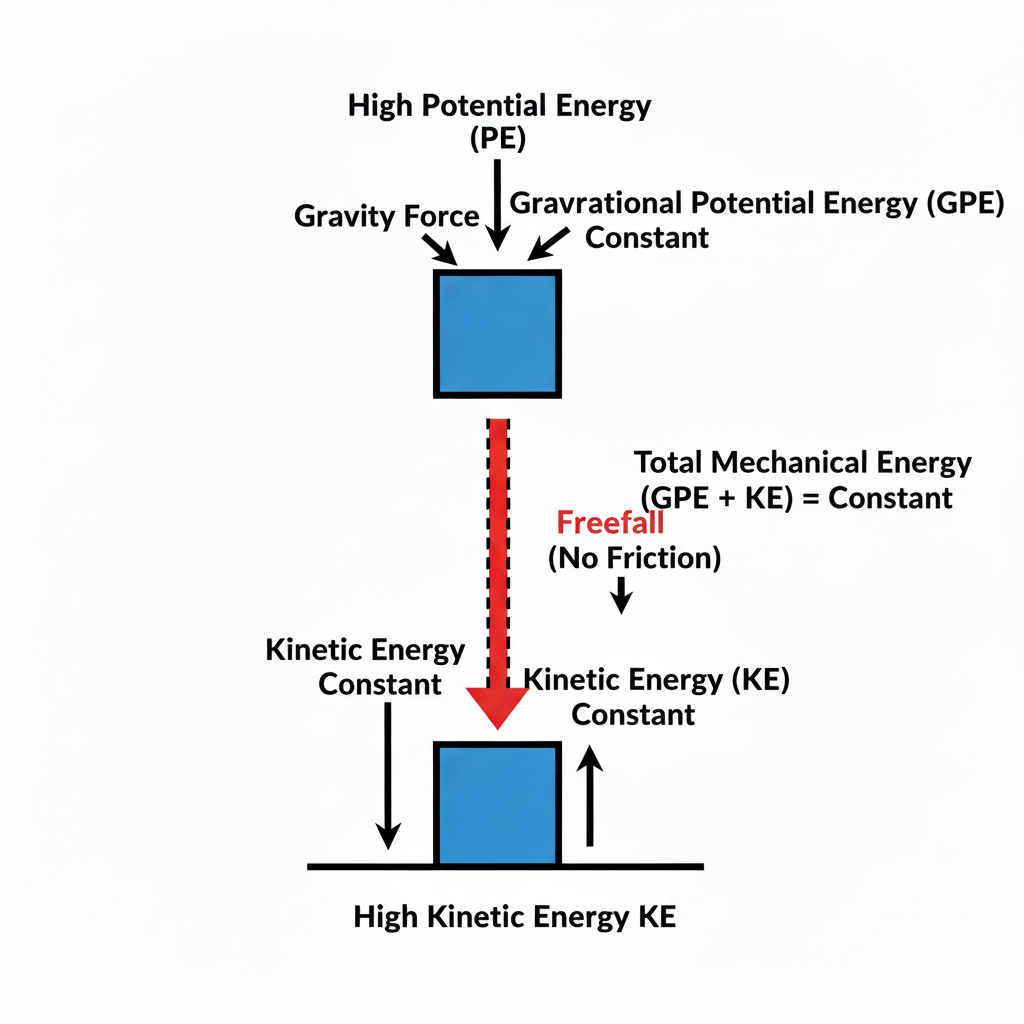 High Potential Energy
(PE)
Gravity Force
Gravrational Potential Energy (GPE)
Constant
Total Mechanical Energy
(GPE + KE) = Constant
Freefall
(No Friction)
Kinetic Energy
Constant
Kinetic Energy (KE)
Constant
High Kinetic Energy KE